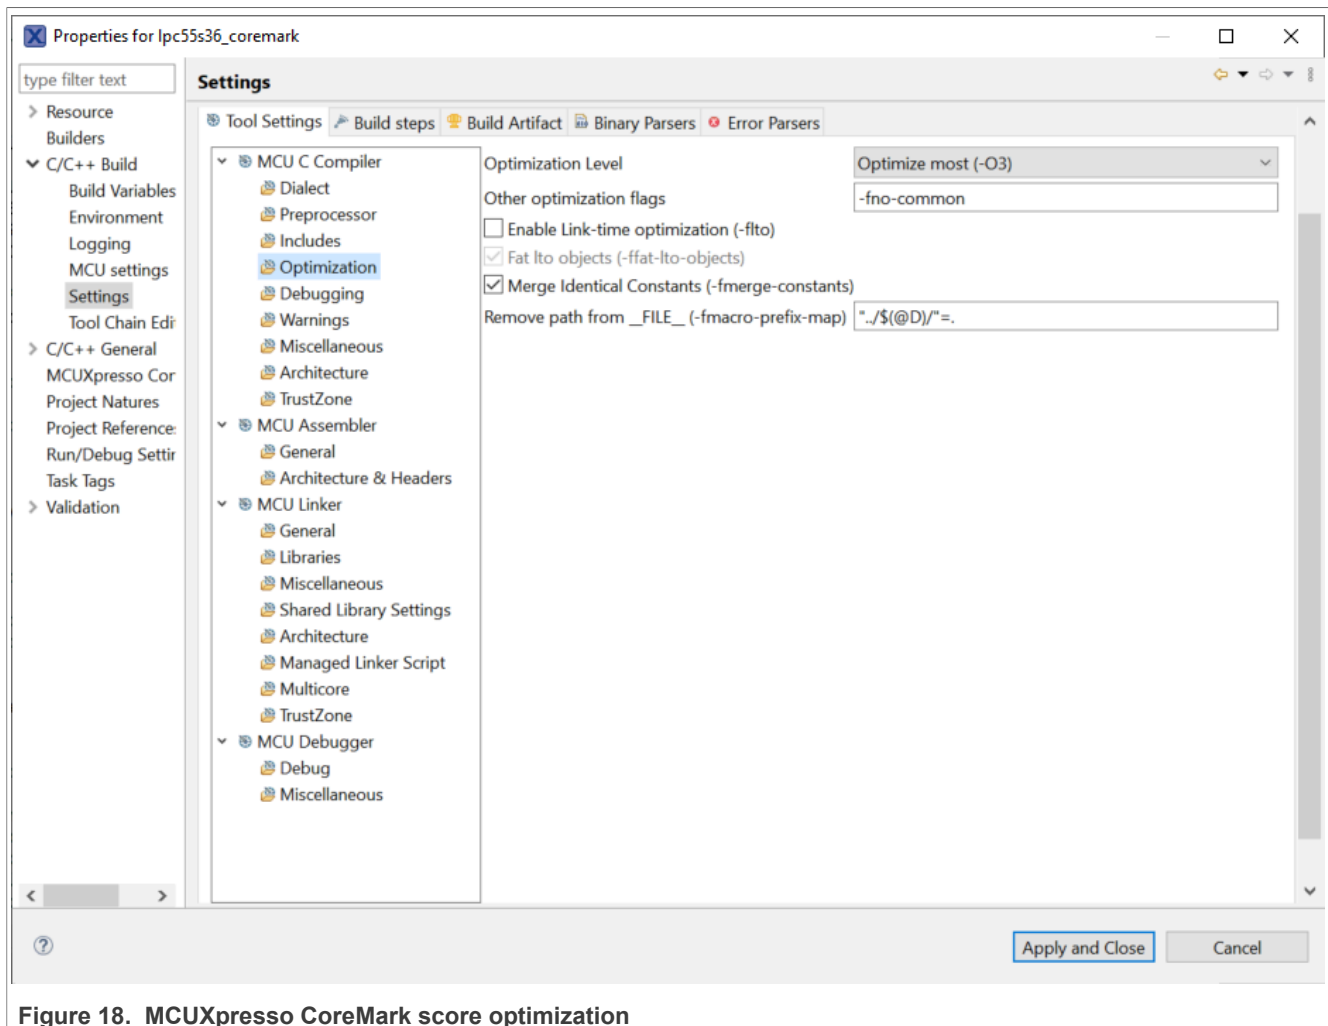 Properties for lpc55s36_coremark
type filter text
Settings
Resource
Builders
C/C++ Build
Build Variables
Environment
Logging
MCU settings
Settings
Tool Chain Edi
C/C++ General
MCUXpresso Cor
Project Natures
Project Reference
Run/Debug Settir
Task Tags
Validation
Tool Settings
Build steps
Build Artifact
Binary Parsers
Error Parsers
MCU C Compiler
Dialect
Preprocessor
Includes
Optimization
Debugging
Warnings
Miscellaneous
Architecture
TrustZone
MCU Assembler
General
Architecture & Headers
MCU Linker
General
Libraries
Miscellaneous
Shared Library Settings
Architecture
Managed Linker Script
Multicore
TrustZone
MCU Debugger
Debug
Miscellaneous
Optimization Level Optimize most (-O3)
Other optimization flags -fno-common
Enable Link-time optimization (-flto)
Fat lto objects (-ffat-lto-objects)
Merge Identical Constants (-fmerge-constants)
Remove path from __FILE__ (-fmacro-prefix-map) "../$(@D)/"=.
Apply and Close
Cancel
Figure 18. MCUXpresso CoreMark score optimization